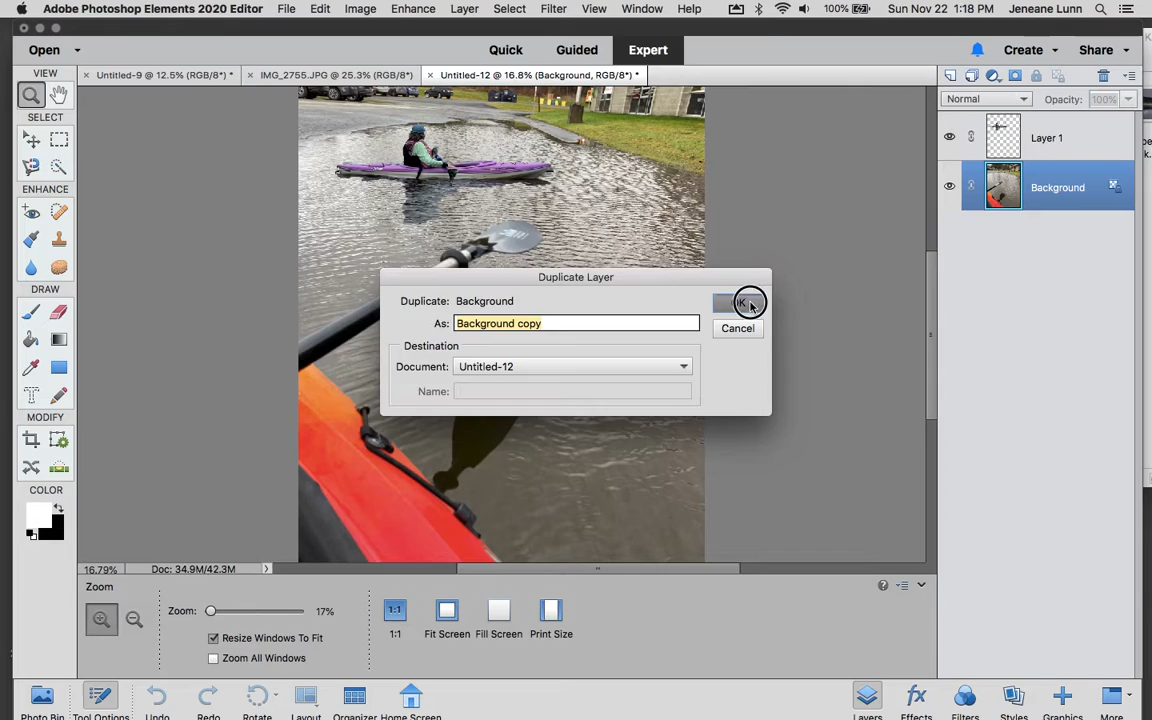 Adobe Photoshop Elements 2020 Editor File Edit Image Enhance Layer Select Filter View Window Help 100% Sun Nov 22 1:18 PM Jeneane Lunn
Open Quick Guided Expert Create Share
VIEW × Untitled-9 @ 12.5% (RGB/8*) * × IMG_2755.JPG @ 25.3% (RGB/8*) × Untitled-12 @ 16.8% (Background, RGB/8*) *
Normal Opacity: 100%
SELECT
Layer 1
Background
ENHANCE
DRAW
MODIFY
COLOR
Duplicate Layer
Duplicate: Background
As: Background copy
Cancel
Destination
Document: Untitled-12
Name:
16.79% Doc: 34.9M/42.3M
Zoom
Zoom: 17%
1:1
Resize Windows To Fit
1:1 Fit Screen Fill Screen Print Size
Zoom All Windows
Photo Bin Tool Options Undo Redo Rotate Layout Organizer Home Screen Layers Effects Filters Styles Graphics More